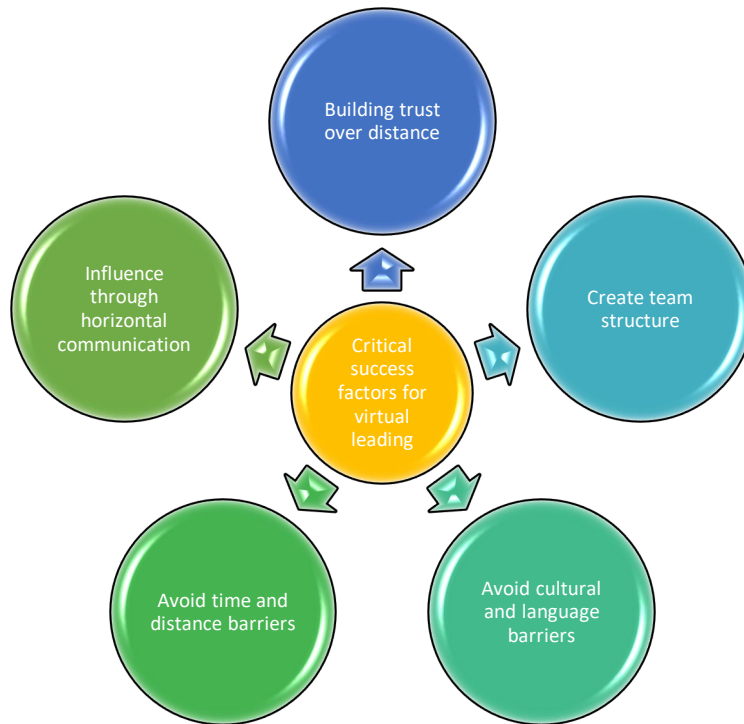 Building trust
over distance
Create team
structure
Avoid cultural
and language
barriers
Avoid time and
distance barriers
Influence
through
horizontal
communication
Critical
success
factors for
virtual
leading